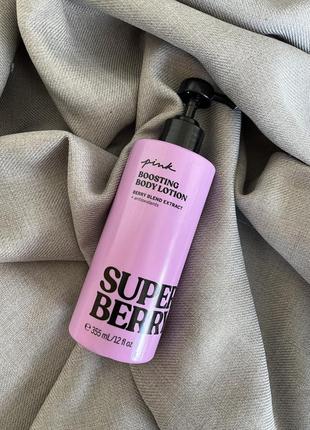 pink
BOOSTING
BODY LOTION
BERRY BLEND EXTRACT
+ antioxidants
SUPER
BERRY
℮ 355 mL/12 fl oz